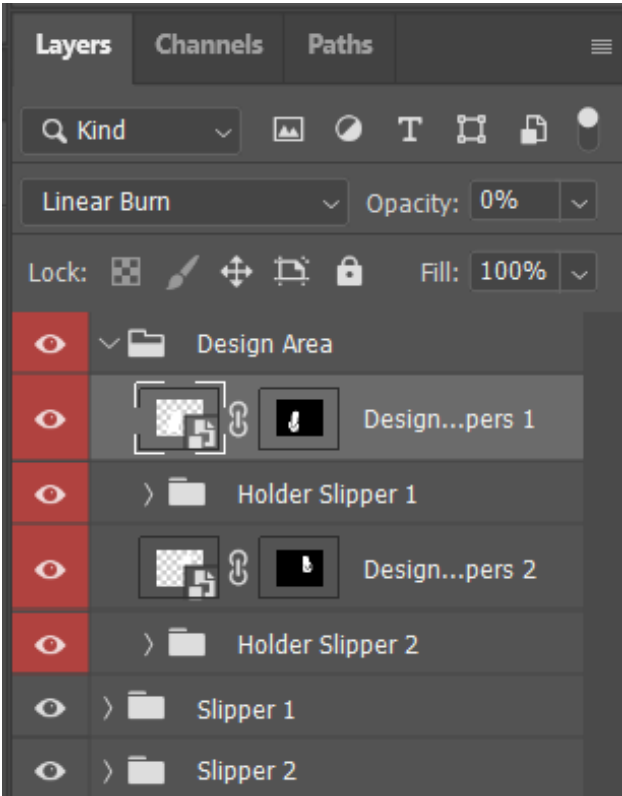 Layers Channels Paths
Kind
Linear Burn Opacity: 0%
Lock: Fill: 100%
Design Area
Design...pers 1
Holder Slipper 1
Design...pers 2
Holder Slipper 2
Slipper 1
Slipper 2